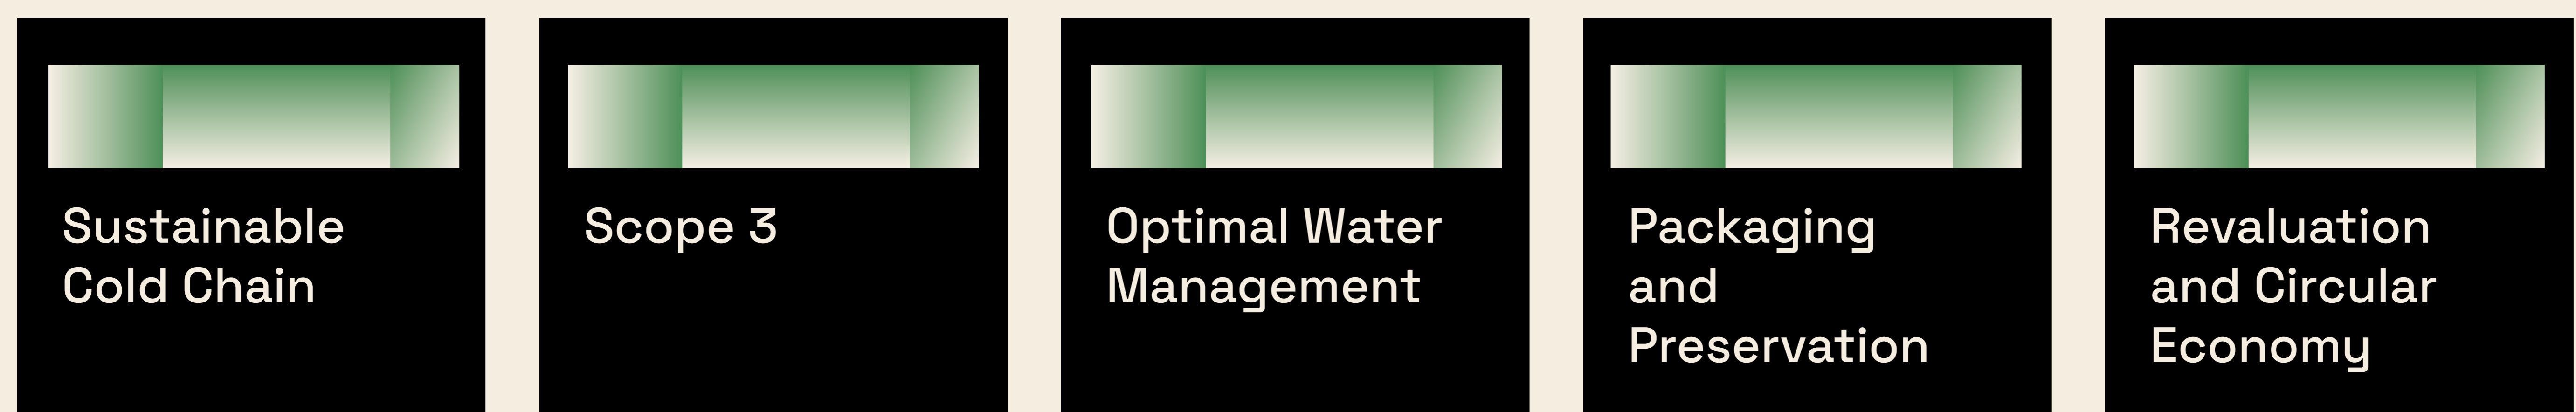 Sustainable
Cold Chain
Scope 3
Optimal Water
Management
Packaging
and
Preservation
Revaluation
and Circular
Economy